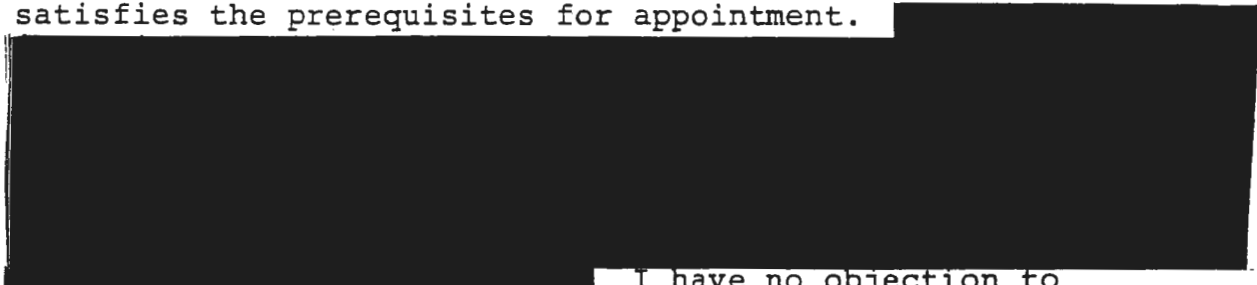 satisfies the prerequisites for appointment.
I have no objection to